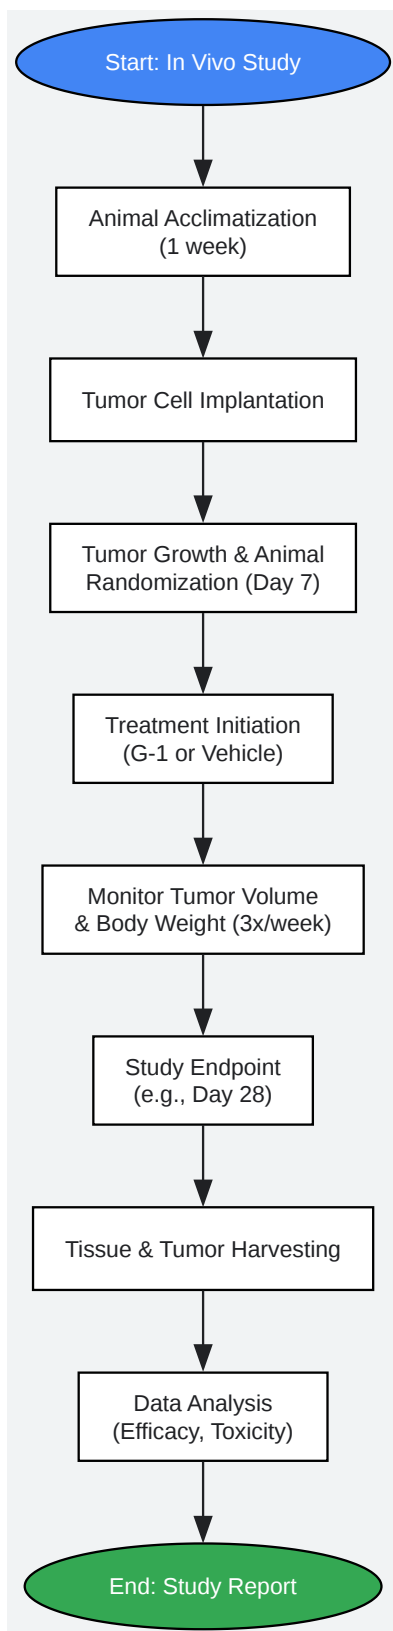 Start: In Vivo Study
Animal Acclimatization
(1 week)
Tumor Cell Implantation
Tumor Growth & Animal
Randomization (Day 7)
Treatment Initiation
(G-1 or Vehicle)
Monitor Tumor Volume
& Body Weight (3x/week)
Study Endpoint
(e.g., Day 28)
Tissue & Tumor Harvesting
Data Analysis
(Efficacy, Toxicity)
End: Study Report